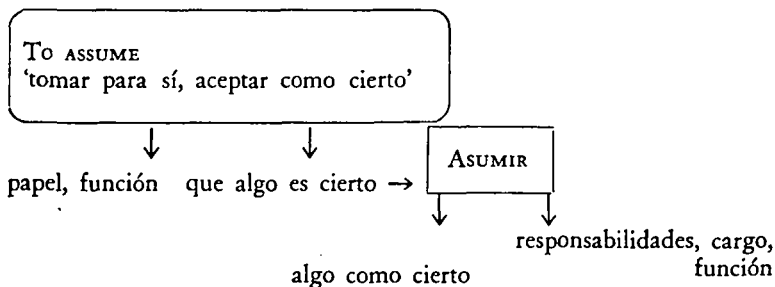 To ASSUME
‘tomar para sí, aceptar como cierto’
ASUMIR
papel, función que algo es cierto →
responsabilidades, cargo,
función
algo como cierto